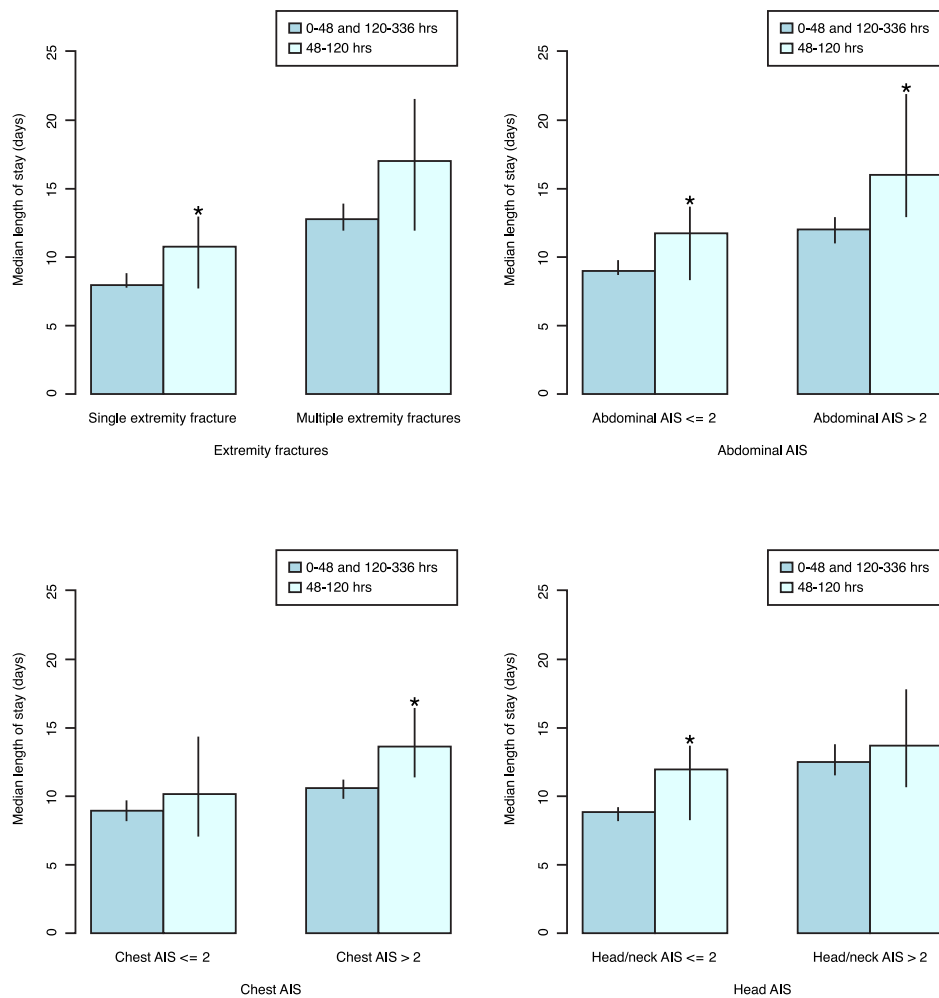 0-48 and 120-336 hrs
48-120 hrs
Median length of stay (days)
0
5
10
15
20
25
*
Single extremity fracture
Multiple extremity fractures
Extremity fractures
0-48 and 120-336 hrs
48-120 hrs
Median length of stay (days)
0
5
10
15
20
25
*
*
Abdominal AIS <= 2
Abdominal AIS > 2
Abdominal AIS
0-48 and 120-336 hrs
48-120 hrs
Median length of stay (days)
0
5
10
15
20
25
*
Chest AIS <= 2
Chest AIS > 2
Chest AIS
0-48 and 120-336 hrs
48-120 hrs
Median length of stay (days)
0
5
10
15
20
25
*
Head/neck AIS <= 2
Head/neck AIS > 2
Head AIS